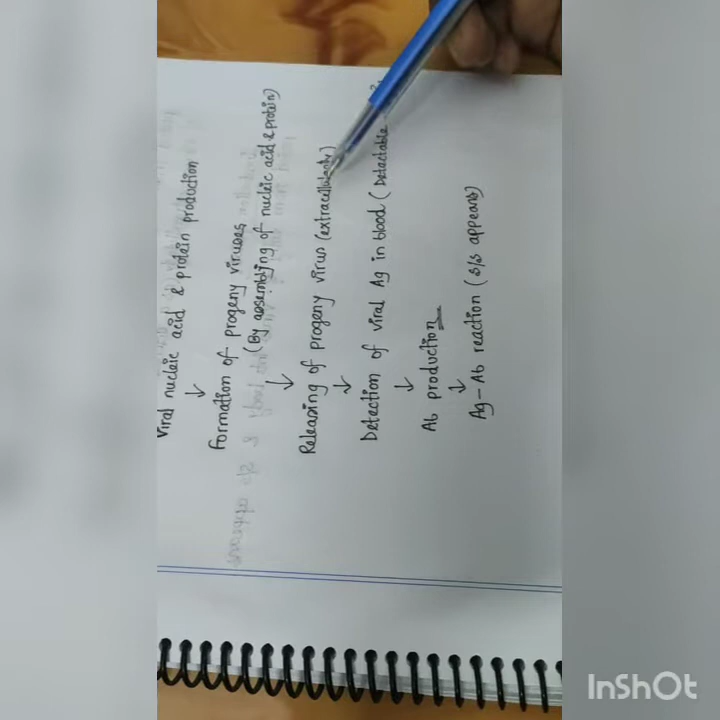 Viral nucleic acid & protein production
↓
Formation of progeny viruses
(By assembling of nucleic acid & protein)
↓
Releasing of progeny virus (extracellularly)
↓
Detection of viral Ag in blood (Detectable
↓
Ab production
↓
Ag-Ab reaction (s/s appears)
InShOt